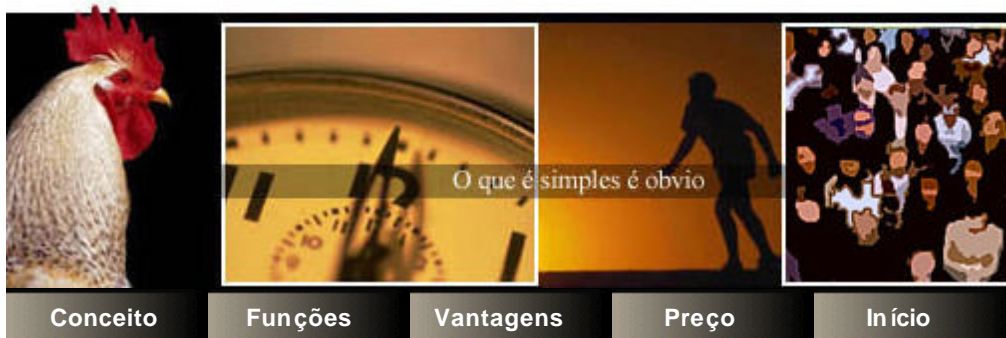 O que é simples é obvio
Conceito Funções Vantagens Preço Início